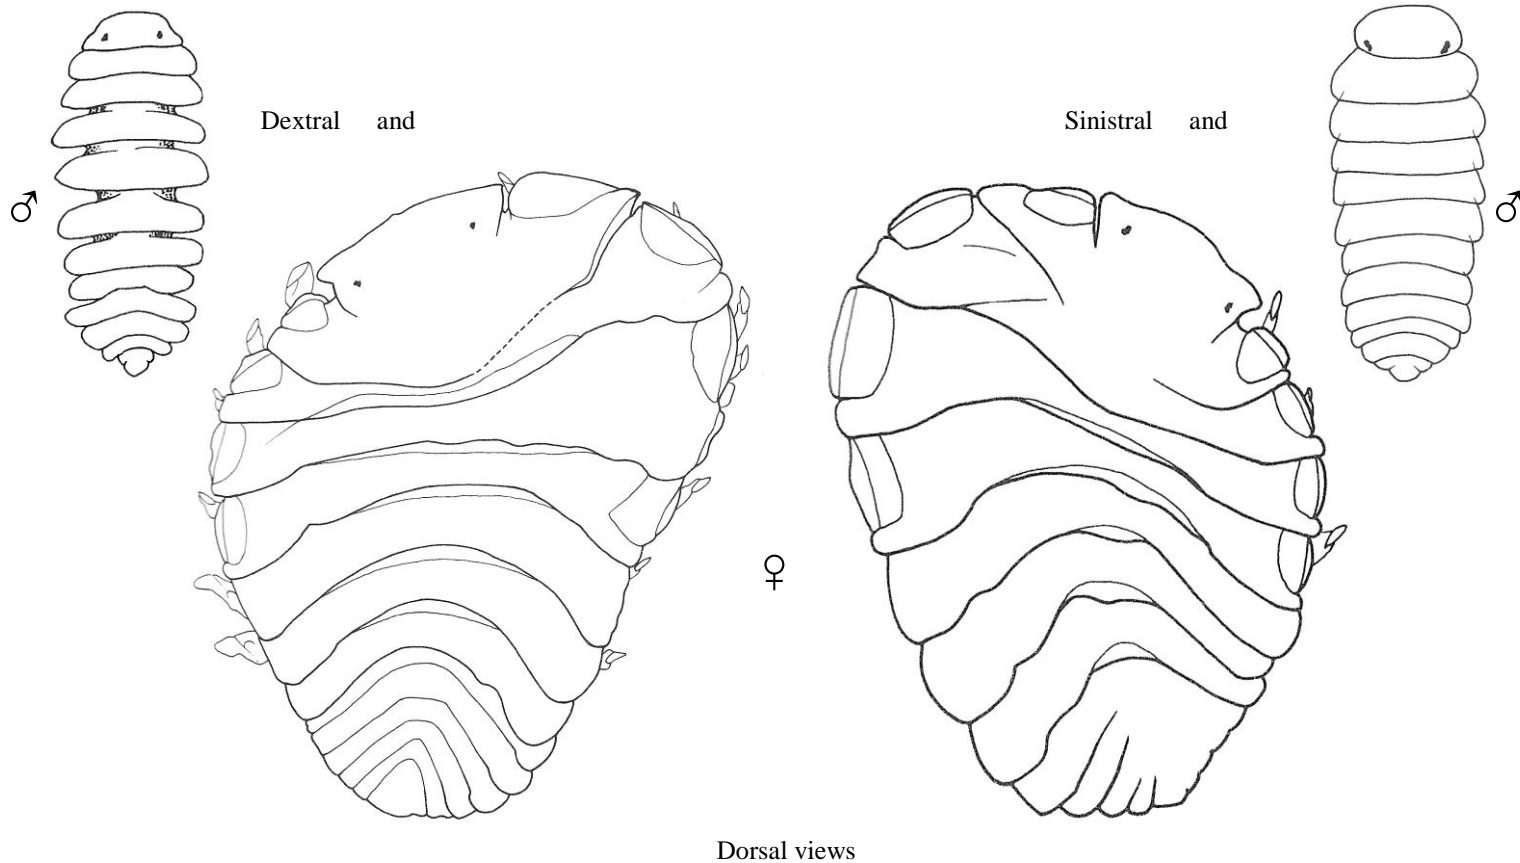 Dextral and
Sinistral and
♂
♂
♀
Dorsal views